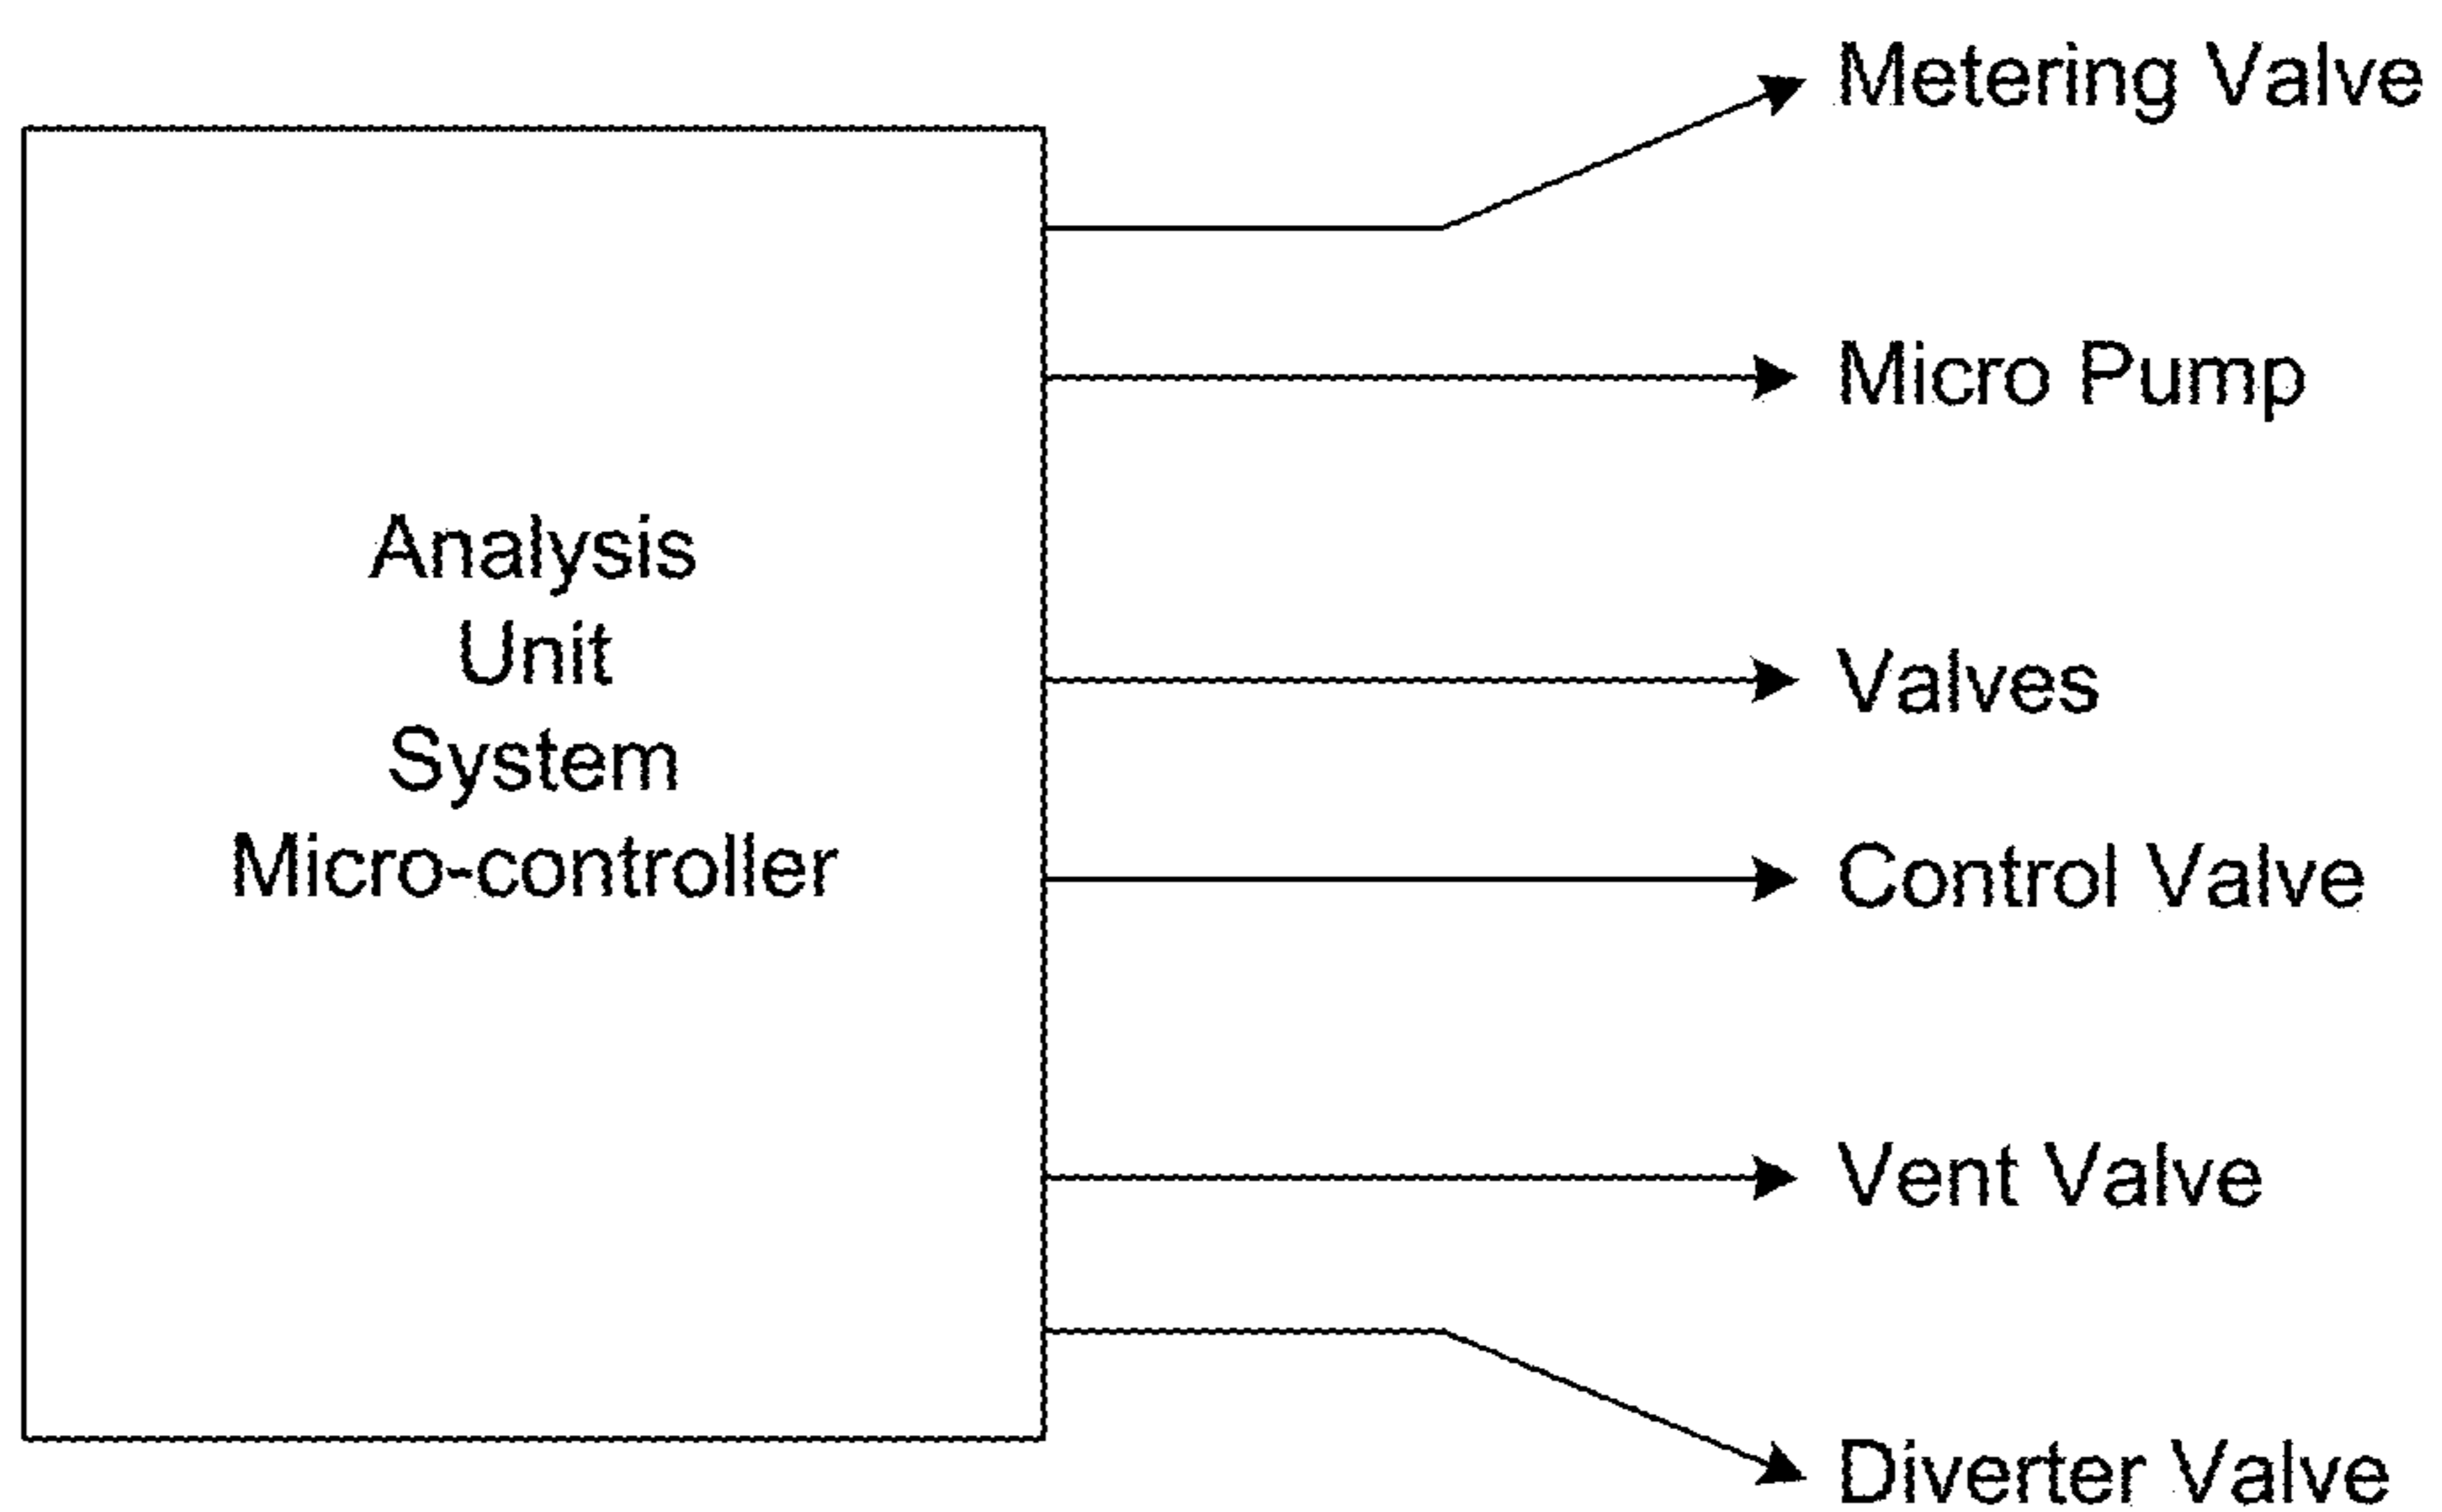 Metering Valve
Micro Pump
Analysis
Unit
System
Micro-controller
Valves
Control Valve
Vent Valve
Diverter Valve